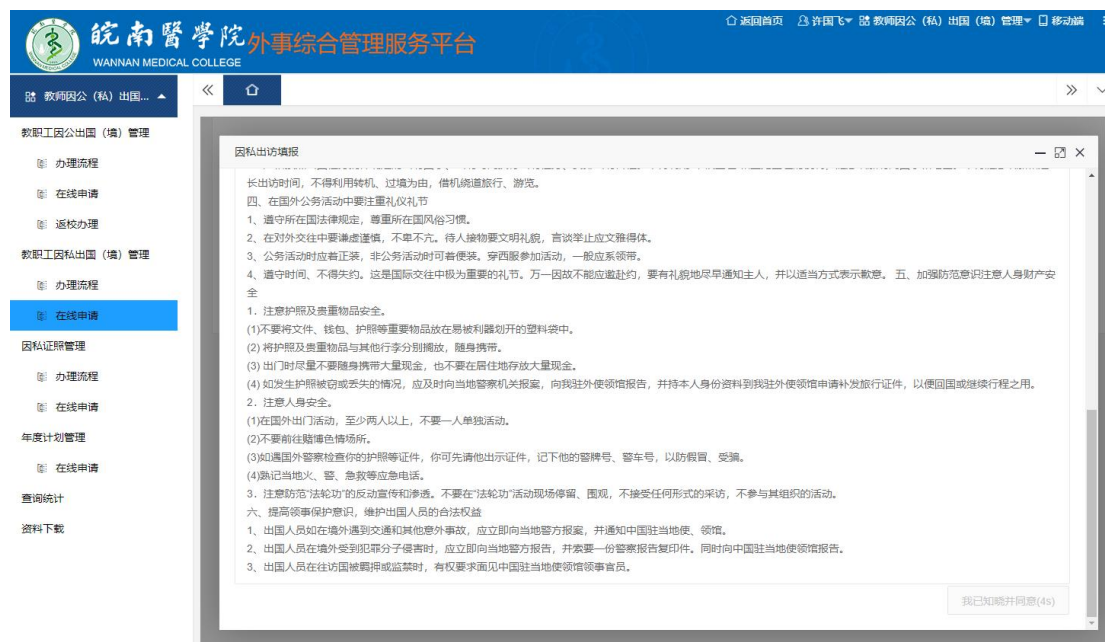 皖南醫學院
WANNAN MEDICAL COLLEGE
外事综合管理服务平台
返回首页 许国飞 教师因公（私）出国（境）管理 移动端
教师因公（私）出国...
教职工因公出国（境）管理
办理流程
在线申请
返校办理
教职工因私出国（境）管理
办理流程
在线申请
因私证照管理
办理流程
在线申请
年度计划管理
在线申请
查询统计
资料下载
因私出访填报
长出访时间，不得利用转机、过境为由，借机绕道旅行、游览。
四、在国外公务活动中要注重礼仪礼节
1、遵守所在国法律规定，尊重所在国风俗习惯。
2、在对外交往中要谦虚谨慎，不卑不亢。待人接物要文明礼貌，言谈举止应文雅得体。
3、公务活动时应着正装，非公务活动时可着便装。穿西服参加活动，一般应系领带。
4、遵守时间、不得失约。这是国际交往中极为重要的礼节。万一因故不能应邀赴约，要有礼貌地尽早通知主人，并以适当方式表示歉意。 五、加强防范意识注意人身财产安
全
1．注意护照及贵重物品安全。
(1)不要将文件、钱包、护照等重要物品放在易被利器划开的塑料袋中。
(2) 将护照及贵重物品与其他行李分别搁放，随身携带。
(3) 出门时尽量不要随身携带大量现金，也不要在居住地存放大量现金。
(4) 如发生护照被窃或丢失的情况，应及时向当地警察机关报案，向我驻外使领馆报告，并持本人身份资料到我驻外使领馆申请补发旅行证件，以便回国或继续行程之用。
2．注意人身安全。
(1)在国外出门活动，至少两人以上，不要一人单独活动。
(2)不要前往赌博色情场所。
(3)如遇国外警察检查你的护照等证件，你可先请他出示证件，记下他的警牌号、警车号，以防假冒、受骗。
(4)熟记当地火、警、急救等应急电话。
3．注意防范“法轮功”的反动宣传和渗透。不要在“法轮功”活动现场停留、围观，不接受任何形式的采访，不参与其组织的活动。
六、提高领事保护意识，维护出国人员的合法权益
1、出国人员如在境外遇到交通和其他意外事故，应立即向当地警方报案，并通知中国驻当地使、领馆。
2、出国人员在境外受到犯罪分子侵害时，应立即向当地警方报告，并索要一份警察报告复印件。同时向中国驻当地使领馆报告。
3、出国人员在往访国被羁押或监禁时，有权要求面见中国驻当地使领馆领事官员。
我已知晓并同意(4s)